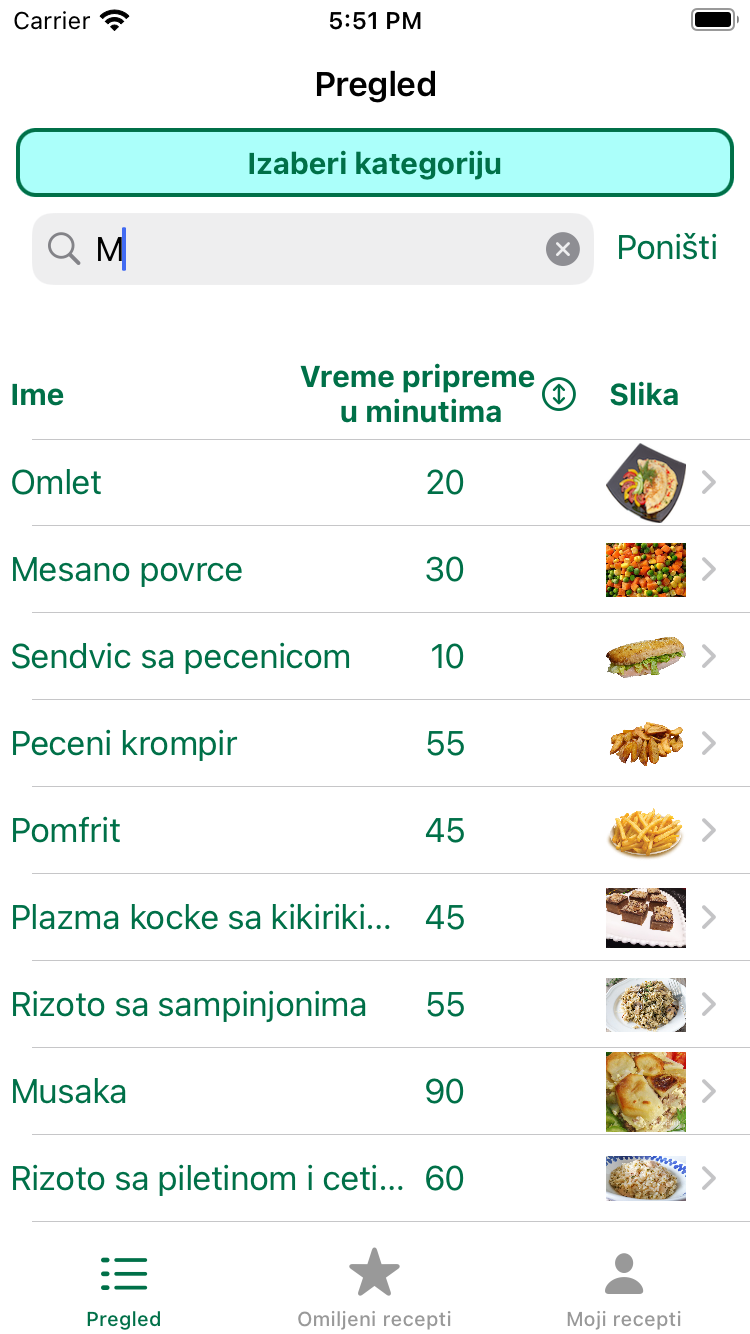 Carrier 5:51 PM
Pregled
Izaberi kategoriju
M Poništi
Ime Vreme pripreme u minutima Slika
Omlet 20
Mesano povrce 30
Sendvic sa pecenicom 10
Peceni krompir 55
Pomfrit 45
Plazma kocke sa kikiriki... 45
Rizoto sa sampinjonima 55
Musaka 90
Rizoto sa piletinom i ceti... 60
Pregled Omiljeni recepti Moji recepti